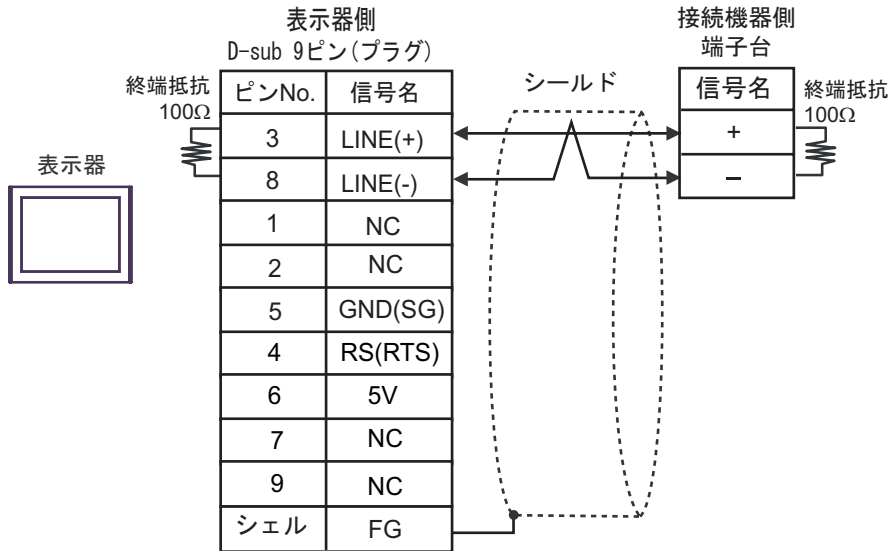 表示器側
D-sub 9ピン(プラグ)
接続機器側
端子台
終端抵抗
100Ω
ピンNo. 信号名
シールド
信号名
終端抵抗
100Ω
3 LINE(+)
+
表示器
8 LINE(-)
−
1 NC
2 NC
5 GND(SG)
4 RS(RTS)
6 5V
7 NC
9 NC
シェル FG